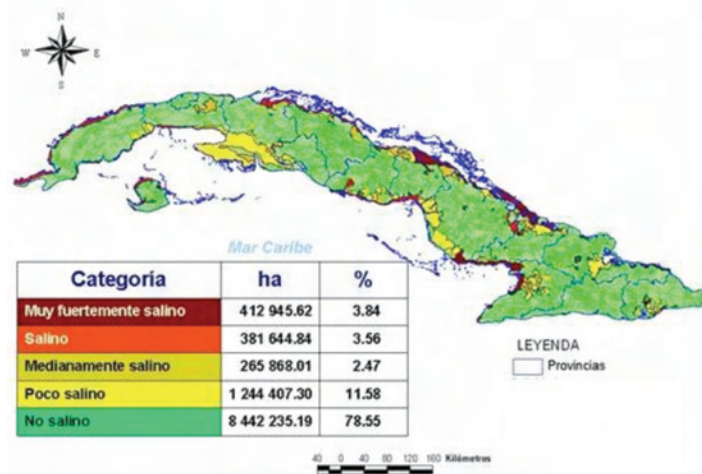 N
W E
S
Mar Caribe
Categoría ha %
Muy fuertemente salino 412 945.62 3.84
Salino 381 644.84 3.56
Medianamente salino 265 868.01 2.47
Poco salino 1 244 407.30 11.58
No salino 8 442 235.19 78.55
LEYENDA
Provincias
40 0 40 80 120 160 Kilómetros